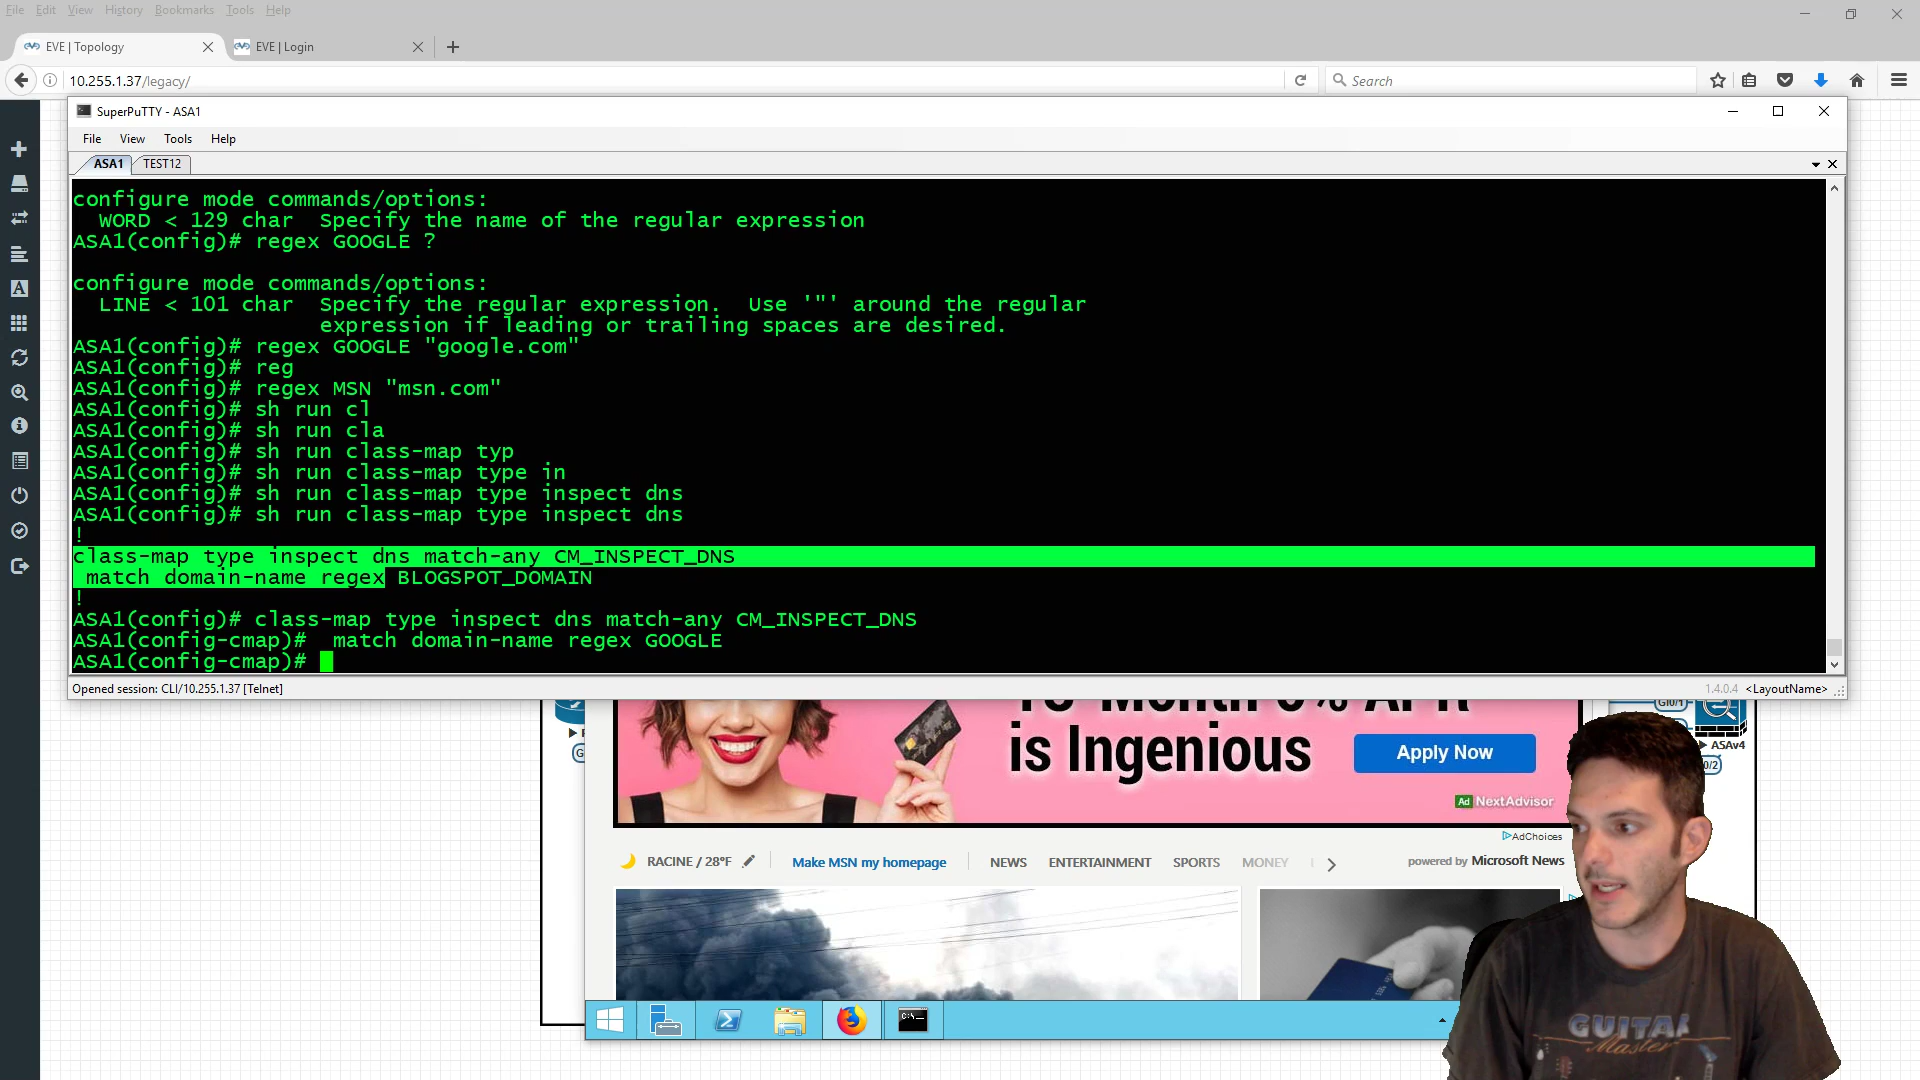 File Edit View History Bookmarks Tools Help
EVE | Topology
EVE | Login
10.255.1.37/legacy/
Search
SuperPuTTY - ASA1
File View Tools Help
ASA1 TEST12
configure mode commands/options:
WORD < 129 char Specify the name of the regular expression
ASA1(config)# regex GOOGLE ?
configure mode commands/options:
LINE < 101 char Specify the regular expression. Use '"' around the regular
expression if leading or trailing spaces are desired.
ASA1(config)# regex GOOGLE "google.com"
ASA1(config)# reg
ASA1(config)# regex MSN "msn.com"
ASA1(config)# sh run cl
ASA1(config)# sh run cla
ASA1(config)# sh run class-map typ
ASA1(config)# sh run class-map type in
ASA1(config)# sh run class-map type inspect dns
ASA1(config)# sh run class-map type inspect dns
!
class-map type inspect dns match-any CM_INSPECT_DNS
match domain-name regex BLOGSPOT_DOMAIN
!
ASA1(config)# class-map type inspect dns match-any CM_INSPECT_DNS
ASA1(config-cmap)#  match domain-name regex GOOGLE
ASA1(config-cmap)#
Opened session: CLI/10.255.1.37 [Telnet]
1.4.0.4 <LayoutName>
Gi0/1
ASAv4
0/2
is Ingenious
Apply Now
Ad NextAdvisor
AdChoices
RACINE / 28°F
Make MSN my homepage
NEWS ENTERTAINMENT SPORTS MONEY
powered by Microsoft News
GUITAR
Master